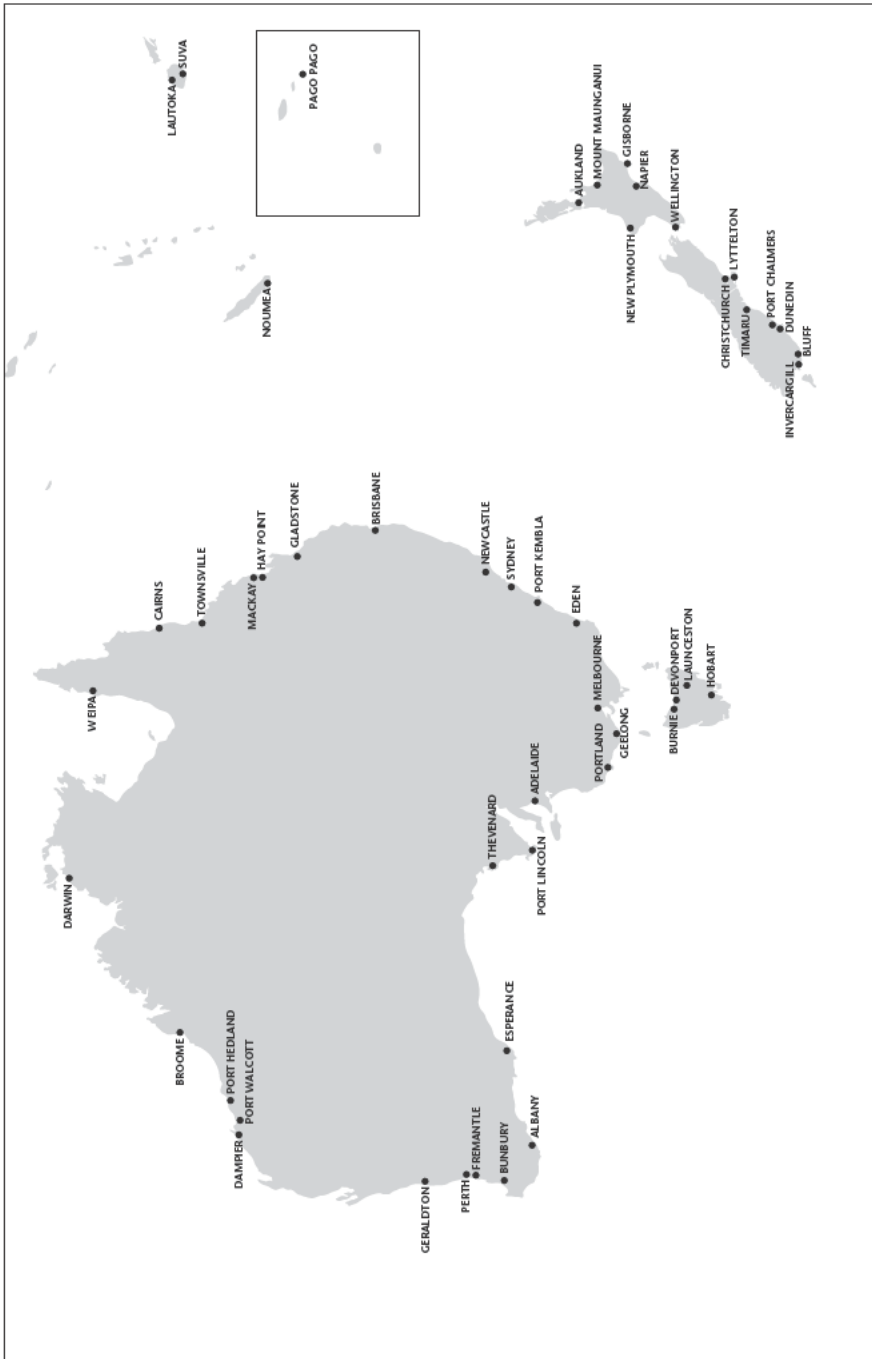 LAUTOKA
SUVA
PAGO PAGO
NOUMEA
AUKLAND
MOUNT MAUNGANUI
GISBORNE
NAPIER
NEW PLYMOUTH
WELLINGTON
CHRISTCHURCH
LYTTELTON
TIMARU
PORT CHALMERS
DUNEDIN
INVERCARGILL
BLUFF
WEIPA
CAIRNS
TOWNSVILLE
MACKAY
HAY POINT
GLADSTONE
BRISBANE
NEWCASTLE
SYDNEY
PORT KEMBLA
EDEN
MELBOURNE
GEELONG
PORTLAND
BURNIE
DEVONPORT
LAUNCESTON
HOBART
ADELAIDE
THEVENARD
PORT LINCOLN
DARWIN
BROOME
PORT HEDLAND
PORT WALCOTT
DAMPIER
GERALDTON
PERTH
FREMANTLE
BUNBURY
ALBANY
ESPERANCE